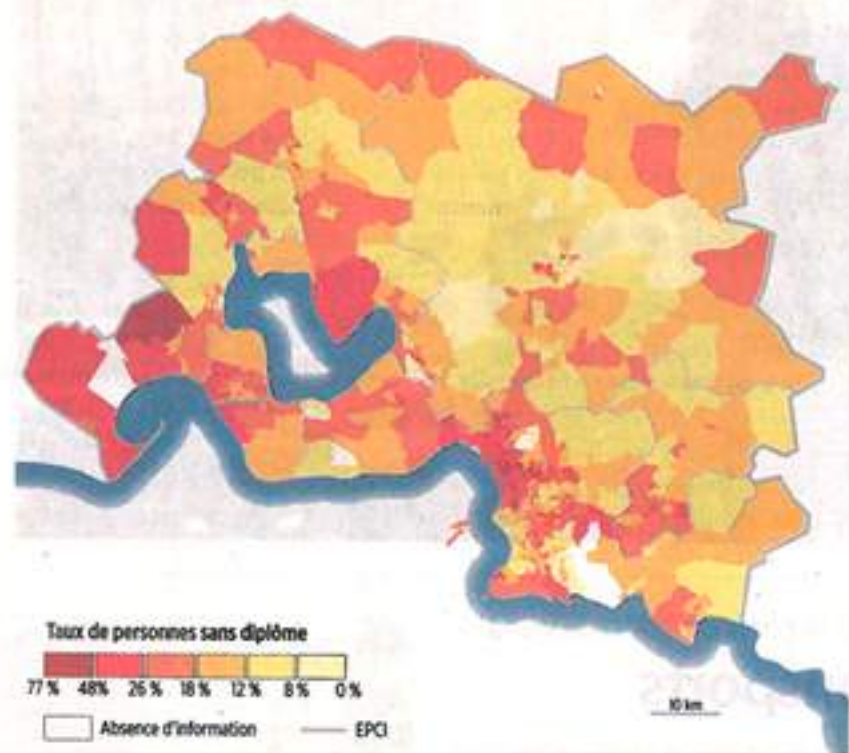 Taux de personnes sans diplôme
77 % 48% 26 % 18 % 12 % 8 % 0 %
Absence d'information EPCI
10 km